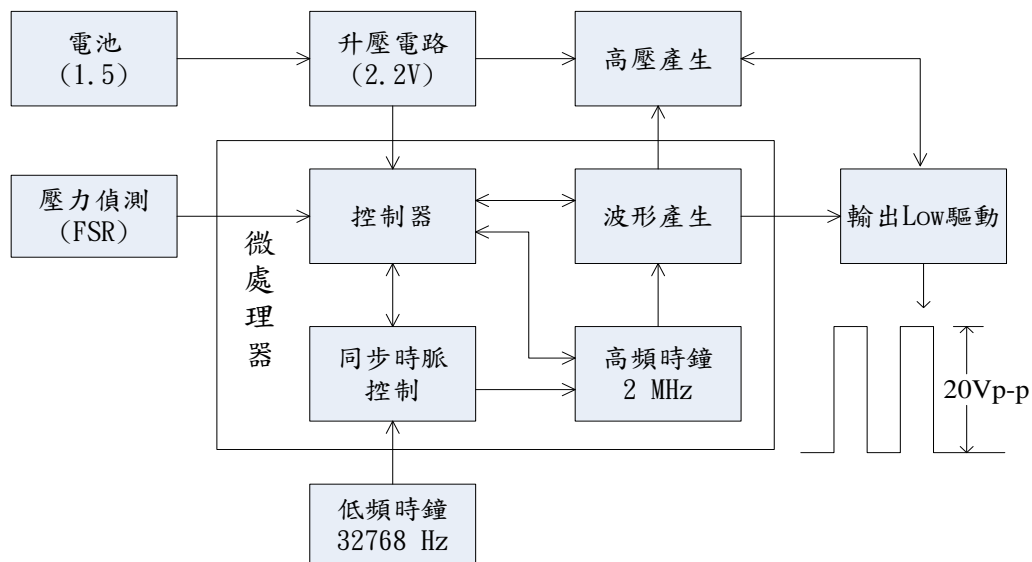 電池
(1.5)
升壓電路
(2.2V)
高壓產生
壓力偵測
(FSR)
控制器
波形產生
輸出Low驅動
微處理器
同步時脈
控制
高頻時鐘
2 MHz
20Vp-p
低頻時鐘
32768 Hz